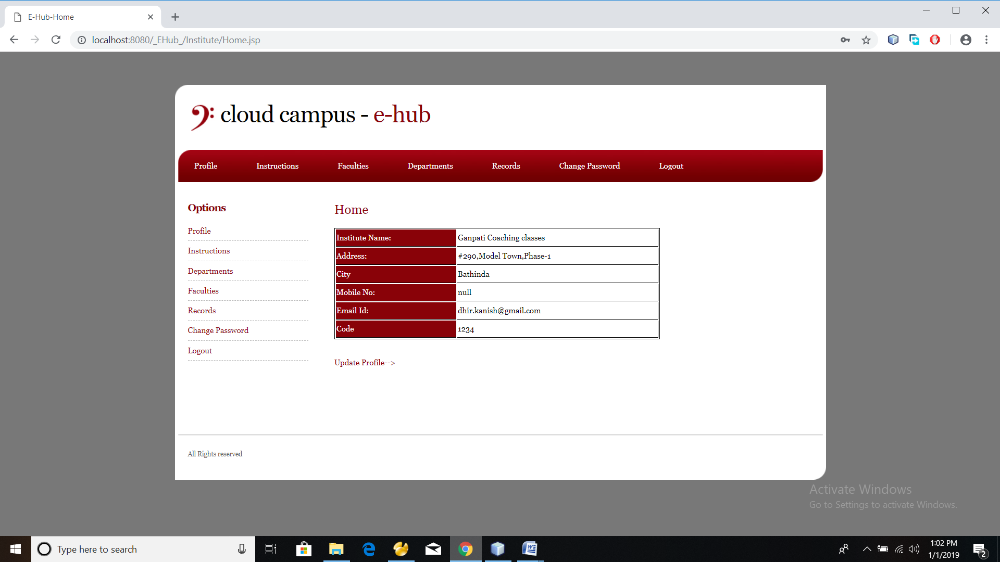 E-Hub-Home
localhost:8080/_EHub_/Institute/Home.jsp
cloud campus - e-hub
Profile Instructions Faculties Departments Records Change Password Logout
Options
Profile
Instructions
Departments
Faculties
Records
Change Password
Logout
Home
Institute Name: Ganpati Coaching classes
Address: #290,Model Town,Phase-1
City Bathinda
Mobile No: null
Email Id: dhir.kanish@gmail.com
Code 1234
Update Profile-->
All Rights reserved
Activate Windows
Go to Settings to activate Windows.
Type here to search
1:02 PM
1/1/2019
2